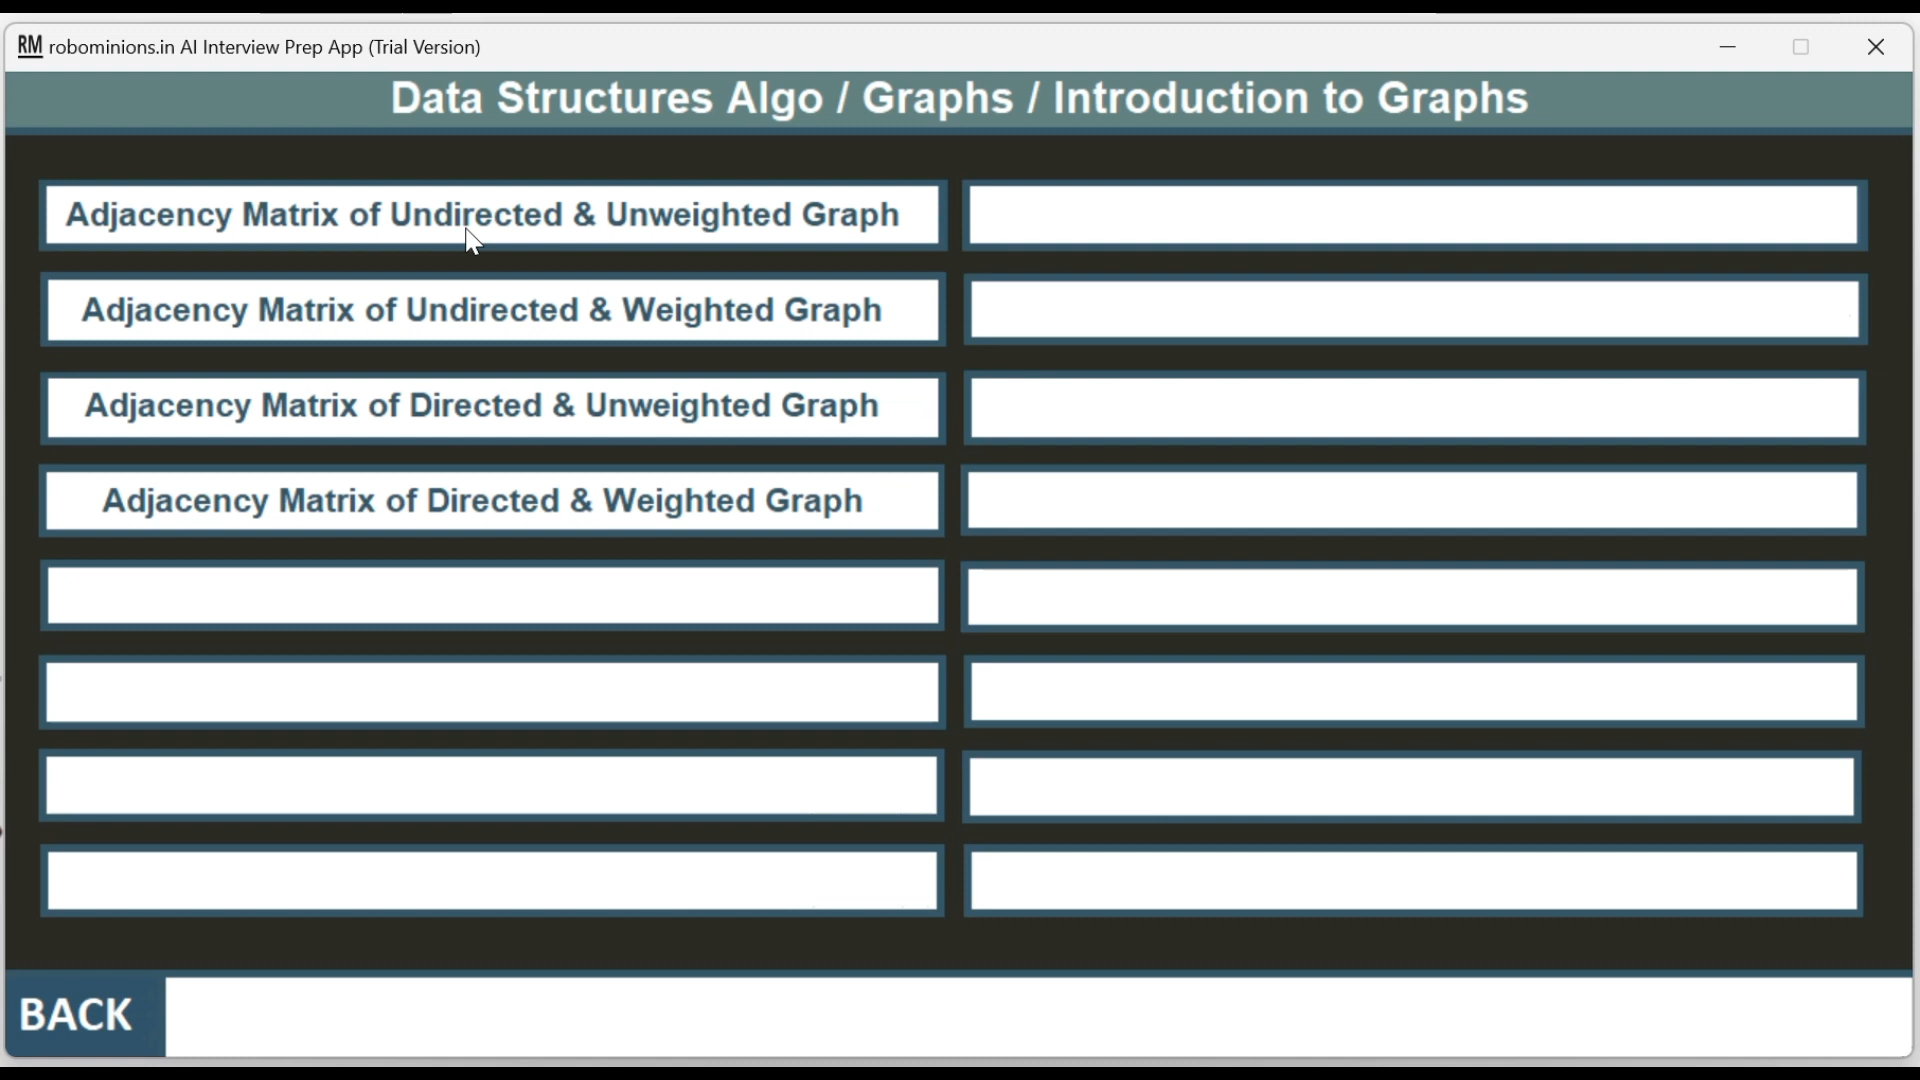 RM robominions.in AI Interview Prep App (Trial Version)
Data Structures Algo / Graphs / Introduction to Graphs
Adjacency Matrix of Undirected & Unweighted Graph
Adjacency Matrix of Undirected & Weighted Graph
Adjacency Matrix of Directed & Unweighted Graph
Adjacency Matrix of Directed & Weighted Graph
BACK